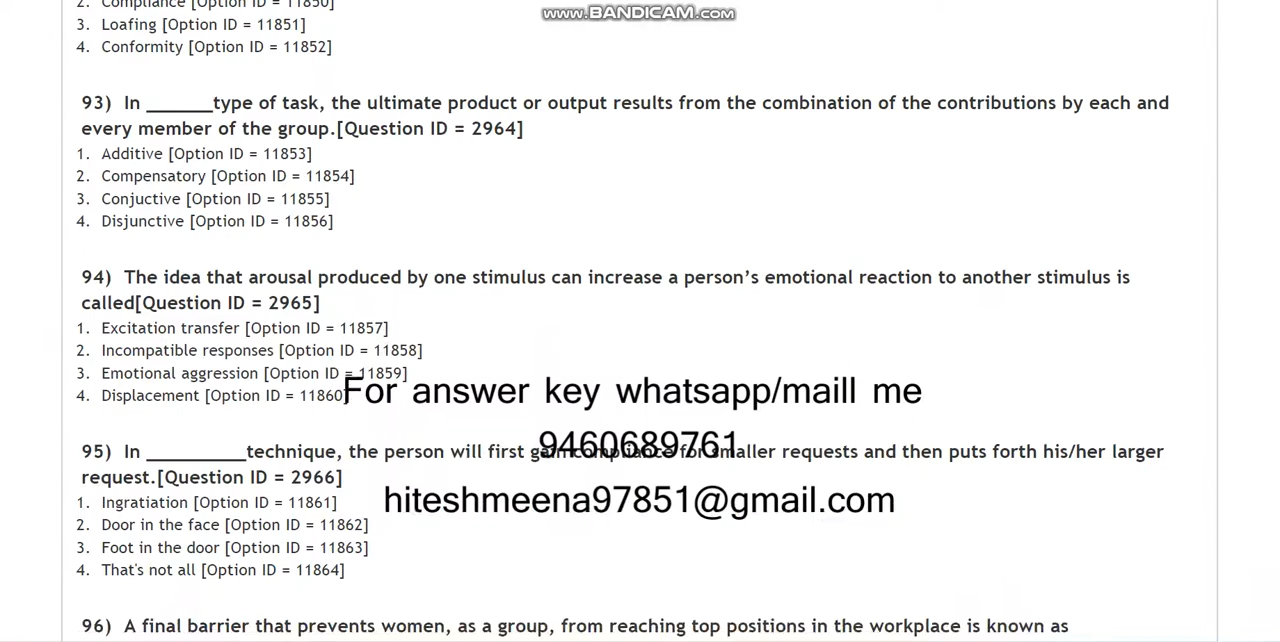 2. Compliance [Option ID = 11850]
www.BANDICAM.com
3. Loafing [Option ID = 11851]
4. Conformity [Option ID = 11852]
93) In ______type of task, the ultimate product or output results from the combination of the contributions by each and
every member of the group.[Question ID = 2964]
1. Additive [Option ID = 11853]
2. Compensatory [Option ID = 11854]
3. Conjuctive [Option ID = 11855]
4. Disjunctive [Option ID = 11856]
94) The idea that arousal produced by one stimulus can increase a person’s emotional reaction to another stimulus is
called[Question ID = 2965]
1. Excitation transfer [Option ID = 11857]
2. Incompatible responses [Option ID = 11858]
3. Emotional aggression [Option ID = 11859]
4. Displacement [Option ID = 11860]
For answer key whatsapp/maill me
9460689761
95) In _________technique, the person will first gain compliance for smaller requests and then puts forth his/her larger
request.[Question ID = 2966]
hiteshmeena97851@gmail.com
1. Ingratiation [Option ID = 11861]
2. Door in the face [Option ID = 11862]
3. Foot in the door [Option ID = 11863]
4. That's not all [Option ID = 11864]
96) A final barrier that prevents women, as a group, from reaching top positions in the workplace is known as